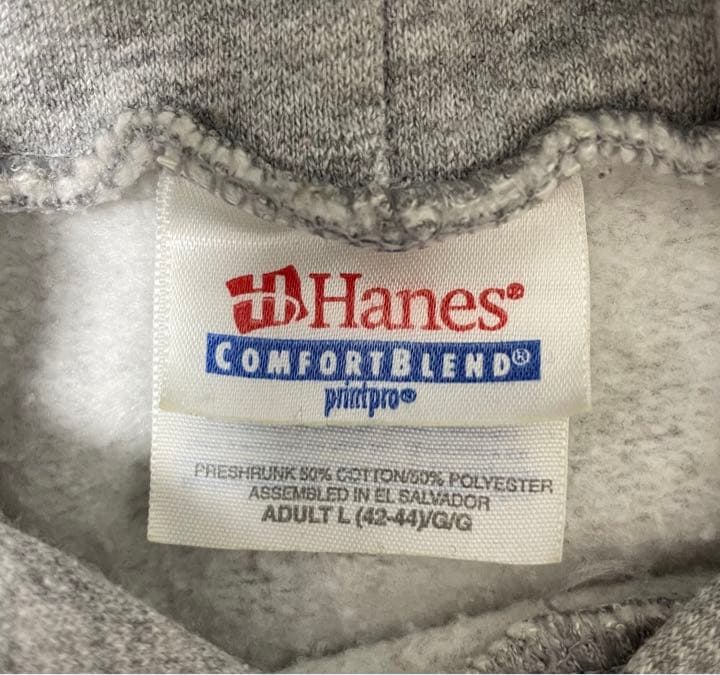 Hanes®
COMFORTBLEND®
printpro®
PRESHRUNK 50% COTTON/50% POLYESTER
ASSEMBLED IN EL SALVADOR
ADULT L (42-44)/G/G